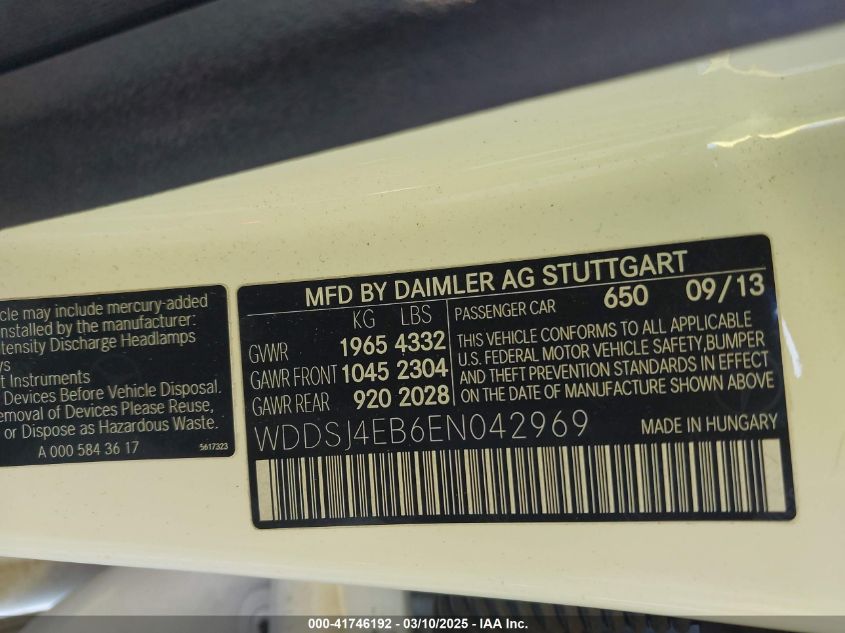 cle may include mercury-added
nstalled by the manufacturer:
tensity Discharge Headlamps
ys
t Instruments
Devices Before Vehicle Disposal.
emoval of Devices Please Reuse,
or Dispose as Hazardous Waste.
A 000 584 36 17 5617323
MFD BY DAIMLER AG STUTTGART
KG LBS
GVWR 1965 4332
GAWR FRONT 1045 2304
GAWR REAR 920 2028
PASSENGER CAR 650 09/13
THIS VEHICLE CONFORMS TO ALL APPLICABLE
U.S. FEDERAL MOTOR VEHICLE SAFETY,BUMPER
AND THEFT PREVENTION STANDARDS IN EFFECT
ON THE DATE OF MANUFACTURE SHOWN ABOVE
WDDSJ4EB6EN042969 MADE IN HUNGARY
000-41746192 - 03/10/2025 - IAA Inc.